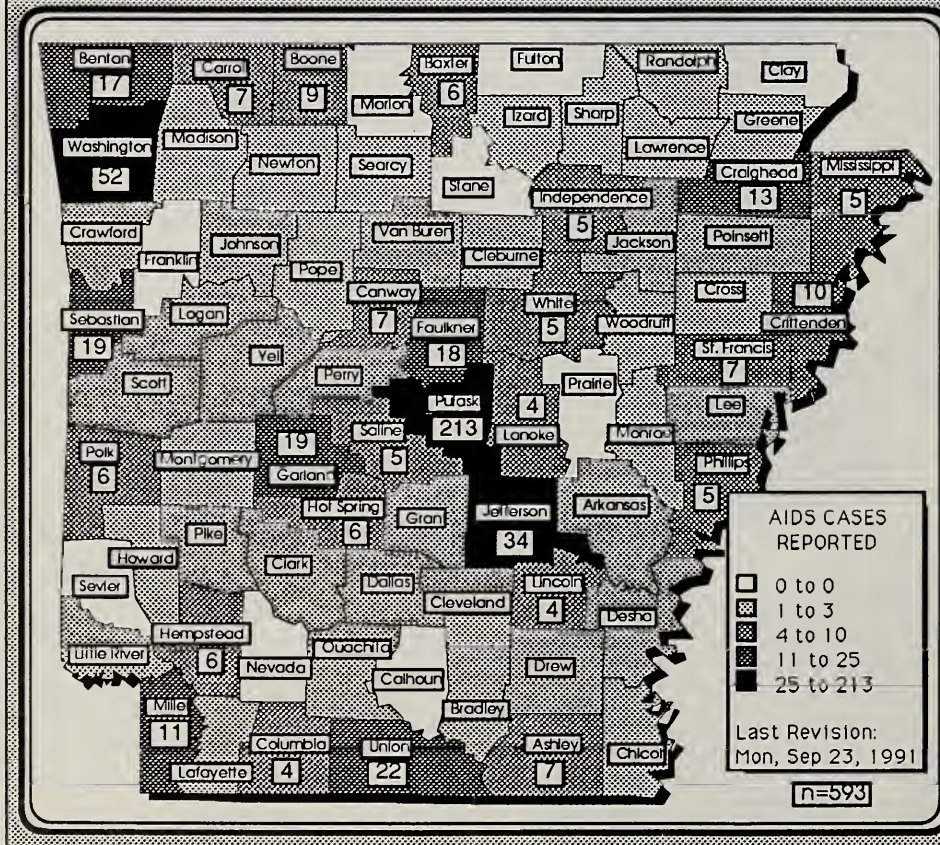 Bentan
17
Carro
7
Boone
9
Marion
Baxter
6
Fulton
Randolph
Clay
Izard
Sharp
Greene
Lawrence
Washington
52
Madison
Newton
Searcy
Stane
Independence
5
Craighead
13
Mississippi
5
Crawford
Franklin
Johnson
Pope
Van Buren
Cleburne
Jackson
Poinsett
Canway
7
Faulkner
18
White
5
Woodruff
Cross
10
Crittenden
St. Francis
7
Sebastian
19
Logan
Yell
Scott
Perry
Pulask
213
4
Lanoke
Prairie
Lee
Monroe
Polk
6
Montgomery
19
Garland
Saline
5
Hot Spring
6
Gran
Jefferson
34
Arkansas
Phillips
5
Pike
Howard
Sevier
Clark
Dallas
Cleveland
Lincoln
4
Desha
Little River
Hempstead
6
Nevada
Ouachita
Calhoun
Bradley
Drew
Mille
11
Lafayette
Columbia
4
Union
22
Ashley
7
Chicot
AIDS CASES
REPORTED
0 to 0
1 to 3
4 to 10
11 to 25
25 to 213
Last Revision:
Mon, Sep 23, 1991
n=593